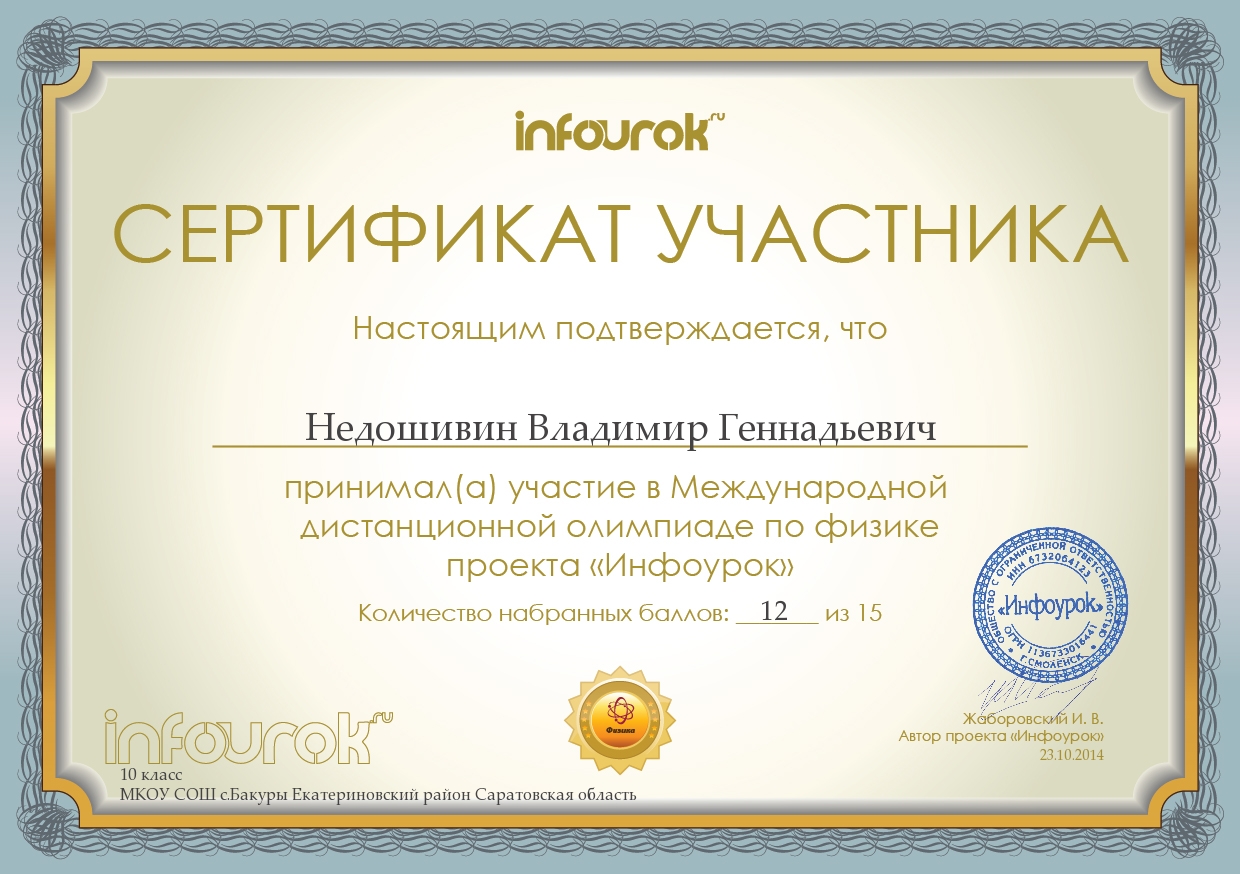 infourok.ru
СЕРТИФИКАТ УЧАСТНИКА
Настоящим подтверждается, что
Недошивин Владимир Геннадьевич
принимал(а) участие в Международной
дистанционной олимпиаде по физике
проекта «Инфоурок»
Количество набранных баллов: 12 из 15
ОБЩЕСТВО С ОГРАНИЧЕННОЙ ОТВЕТСТВЕННОСТЬЮ
ИНН 6732064123
«Инфоурок»
ОГРН 1136733016441
Г.СМОЛЕНСК
Физика
infourok.ru
Жаборовский И. В.
Автор проекта «Инфоурок»
23.10.2014
10 класс
МКОУ СОШ с.Бакуры Екатериновский район Саратовская область